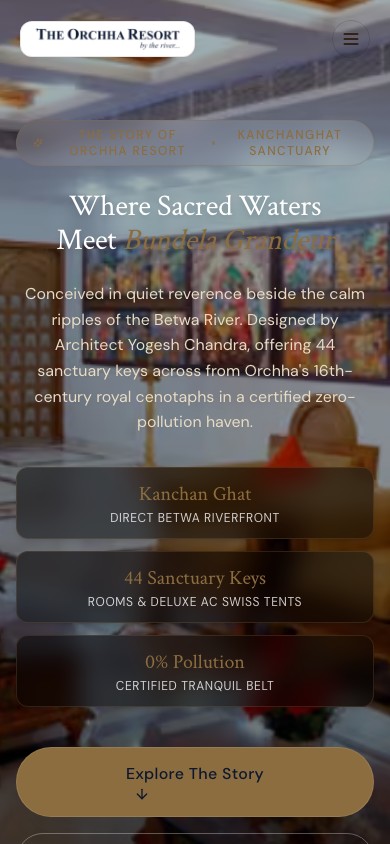 THE ORCHHA RESORT
by the river...
THE STORY OF
ORCHHA RESORT
•
KANCHANGHAT
SANCTUARY
Where Sacred Waters
Meet Bundela Grandeur
Conceived in quiet reverence beside the calm
ripples of the Betwa River. Designed by
Architect Yogesh Chandra, offering 44
sanctuary keys across from Orchha's 16th-
century royal cenotaphs in a certified zero-
pollution haven.
Kanchan Ghat
DIRECT BETWA RIVERFRONT
44 Sanctuary Keys
ROOMS & DELUXE AC SWISS TENTS
0% Pollution
CERTIFIED TRANQUIL BELT
Explore The Story
↓